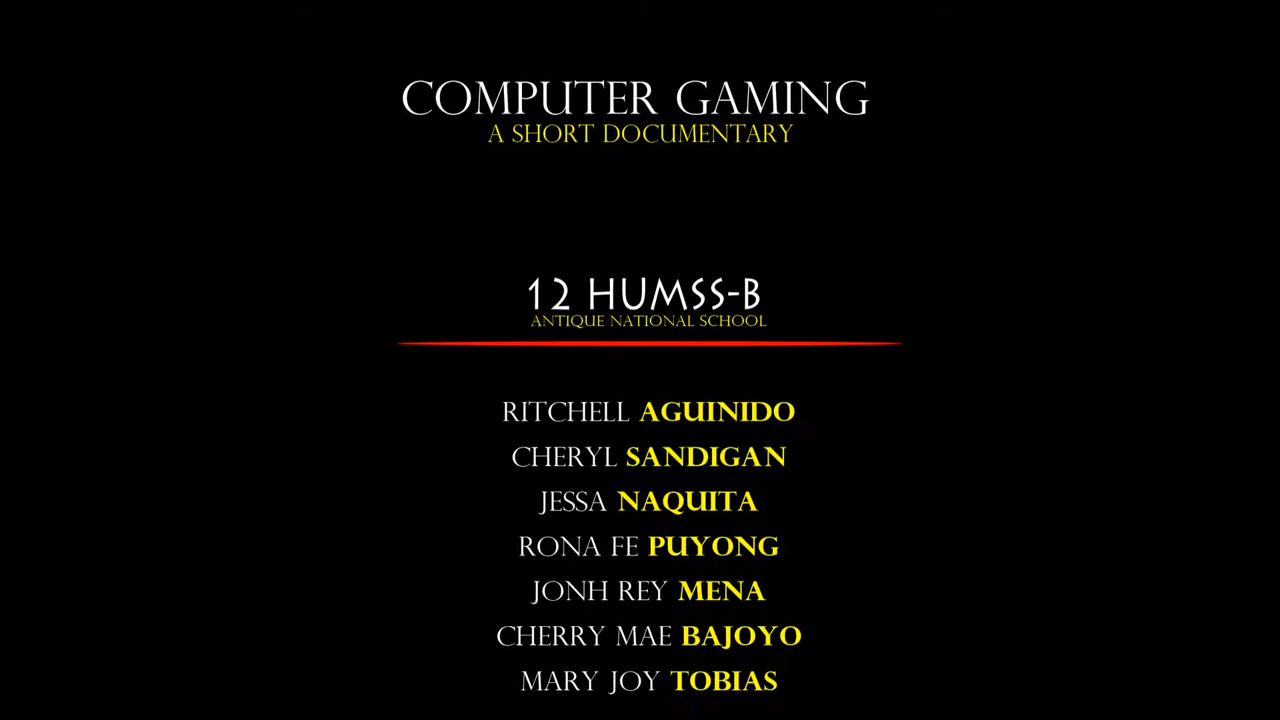 COMPUTER GAMING
A SHORT DOCUMENTARY
12 HUMSS-B
ANTIQUE NATIONAL SCHOOL
RITCHELL AGUINIDO
CHERYL SANDIGAN
JESSA NAQUITA
RONA FE PUYONG
JONH REY MENA
CHERRY MAE BAJOYO
MARY JOY TOBIAS